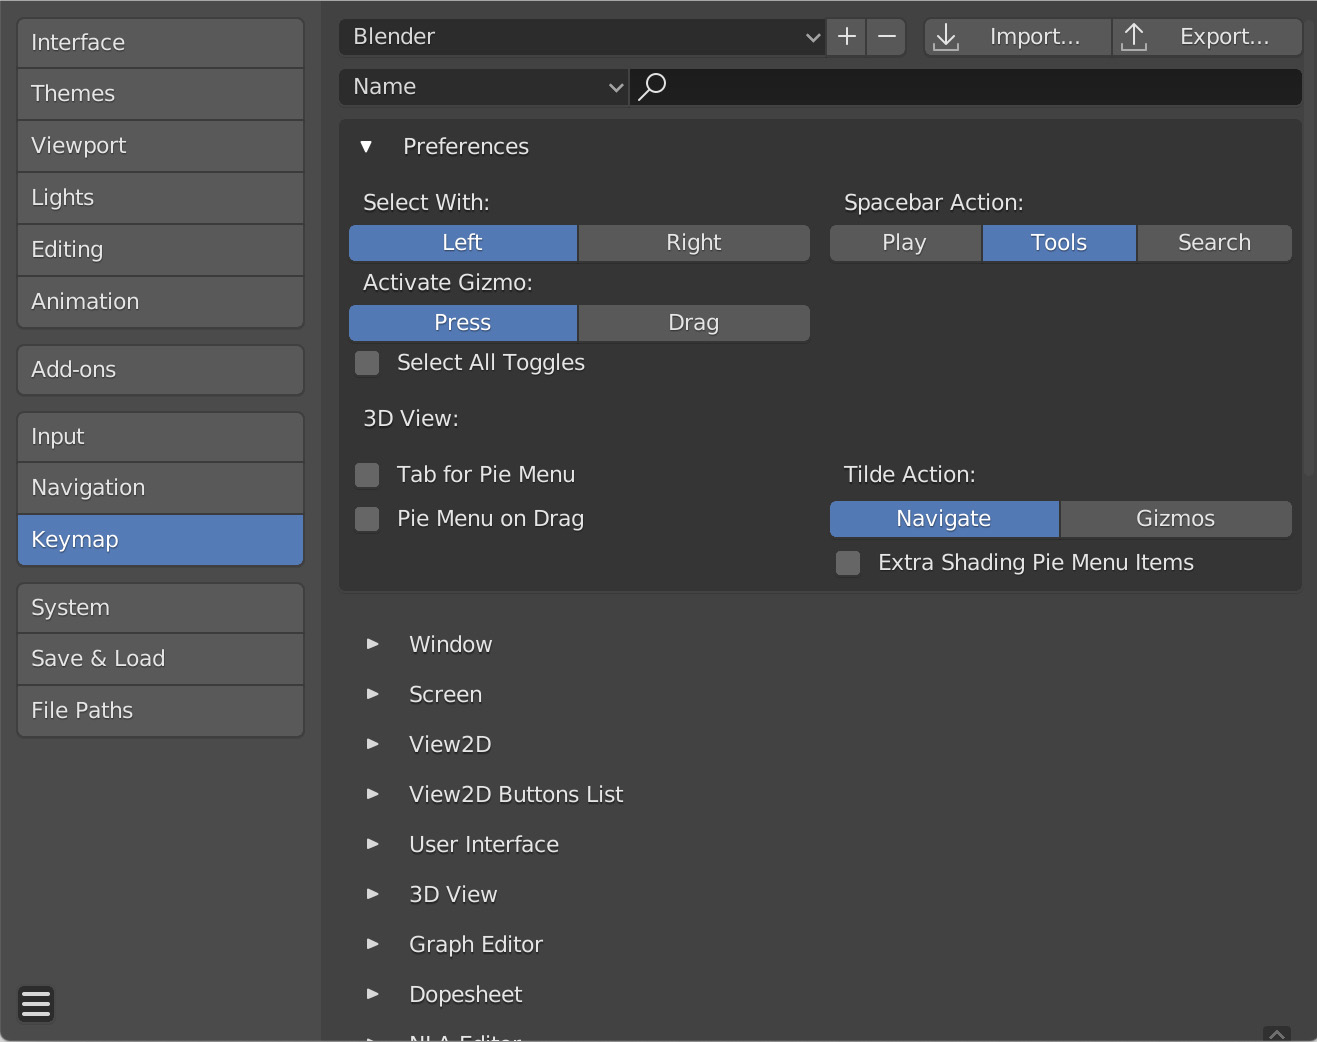 Interface
Themes
Viewport
Lights
Editing
Animation
Add-ons
Input
Navigation
Keymap
System
Save & Load
File Paths
Blender
Import...
Export...
Name
Preferences
Select With:
Spacebar Action:
Left Right
Play Tools Search
Activate Gizmo:
Press Drag
Select All Toggles
3D View:
Tab for Pie Menu
Tilde Action:
Pie Menu on Drag
Navigate Gizmos
Extra Shading Pie Menu Items
Window
Screen
View2D
View2D Buttons List
User Interface
3D View
Graph Editor
Dopesheet
NLA Editor